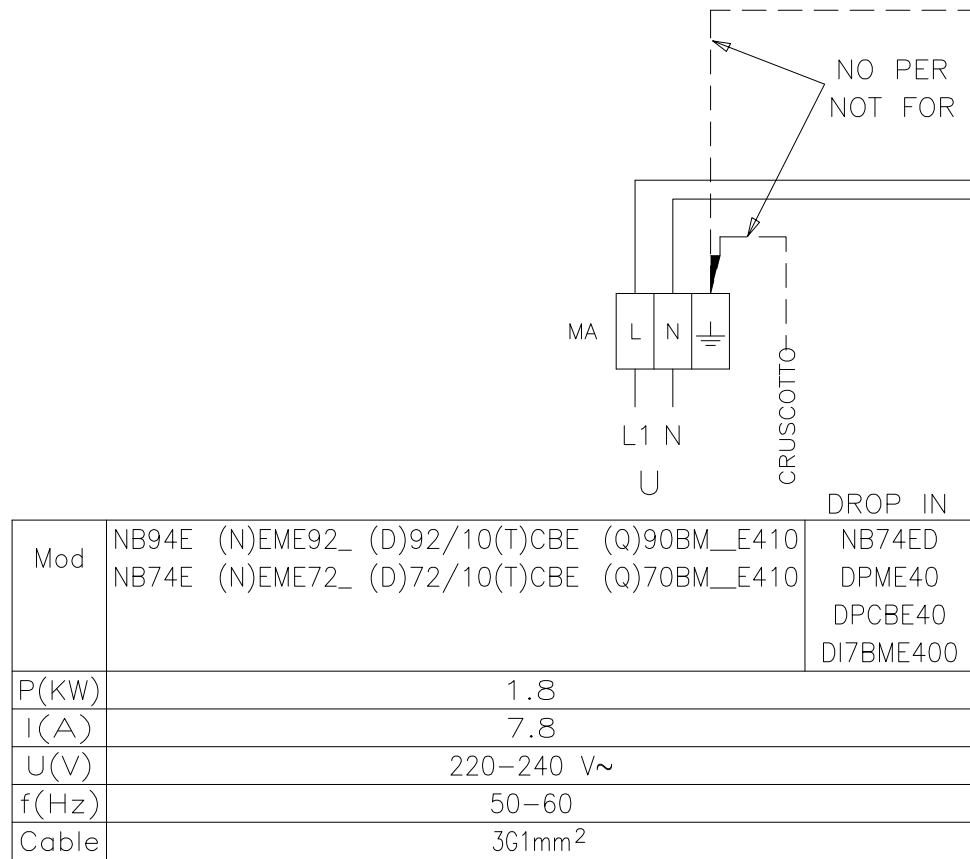 NO PER
NOT FOR
MA L N
CRUSCOTTO
L1 N
U
DROP IN
Mod
NB94E (N)EME92_ (D)92/10(T)CBE (Q)90BM__E410
NB74E (N)EME72_ (D)72/10(T)CBE (Q)70BM__E410
NB74ED
DPME40
DPCBE40
DI7BME400
P(KW) 1.8
I(A) 7.8
U(V) 220-240 V~
f(Hz) 50-60
Cable 3G1mm²